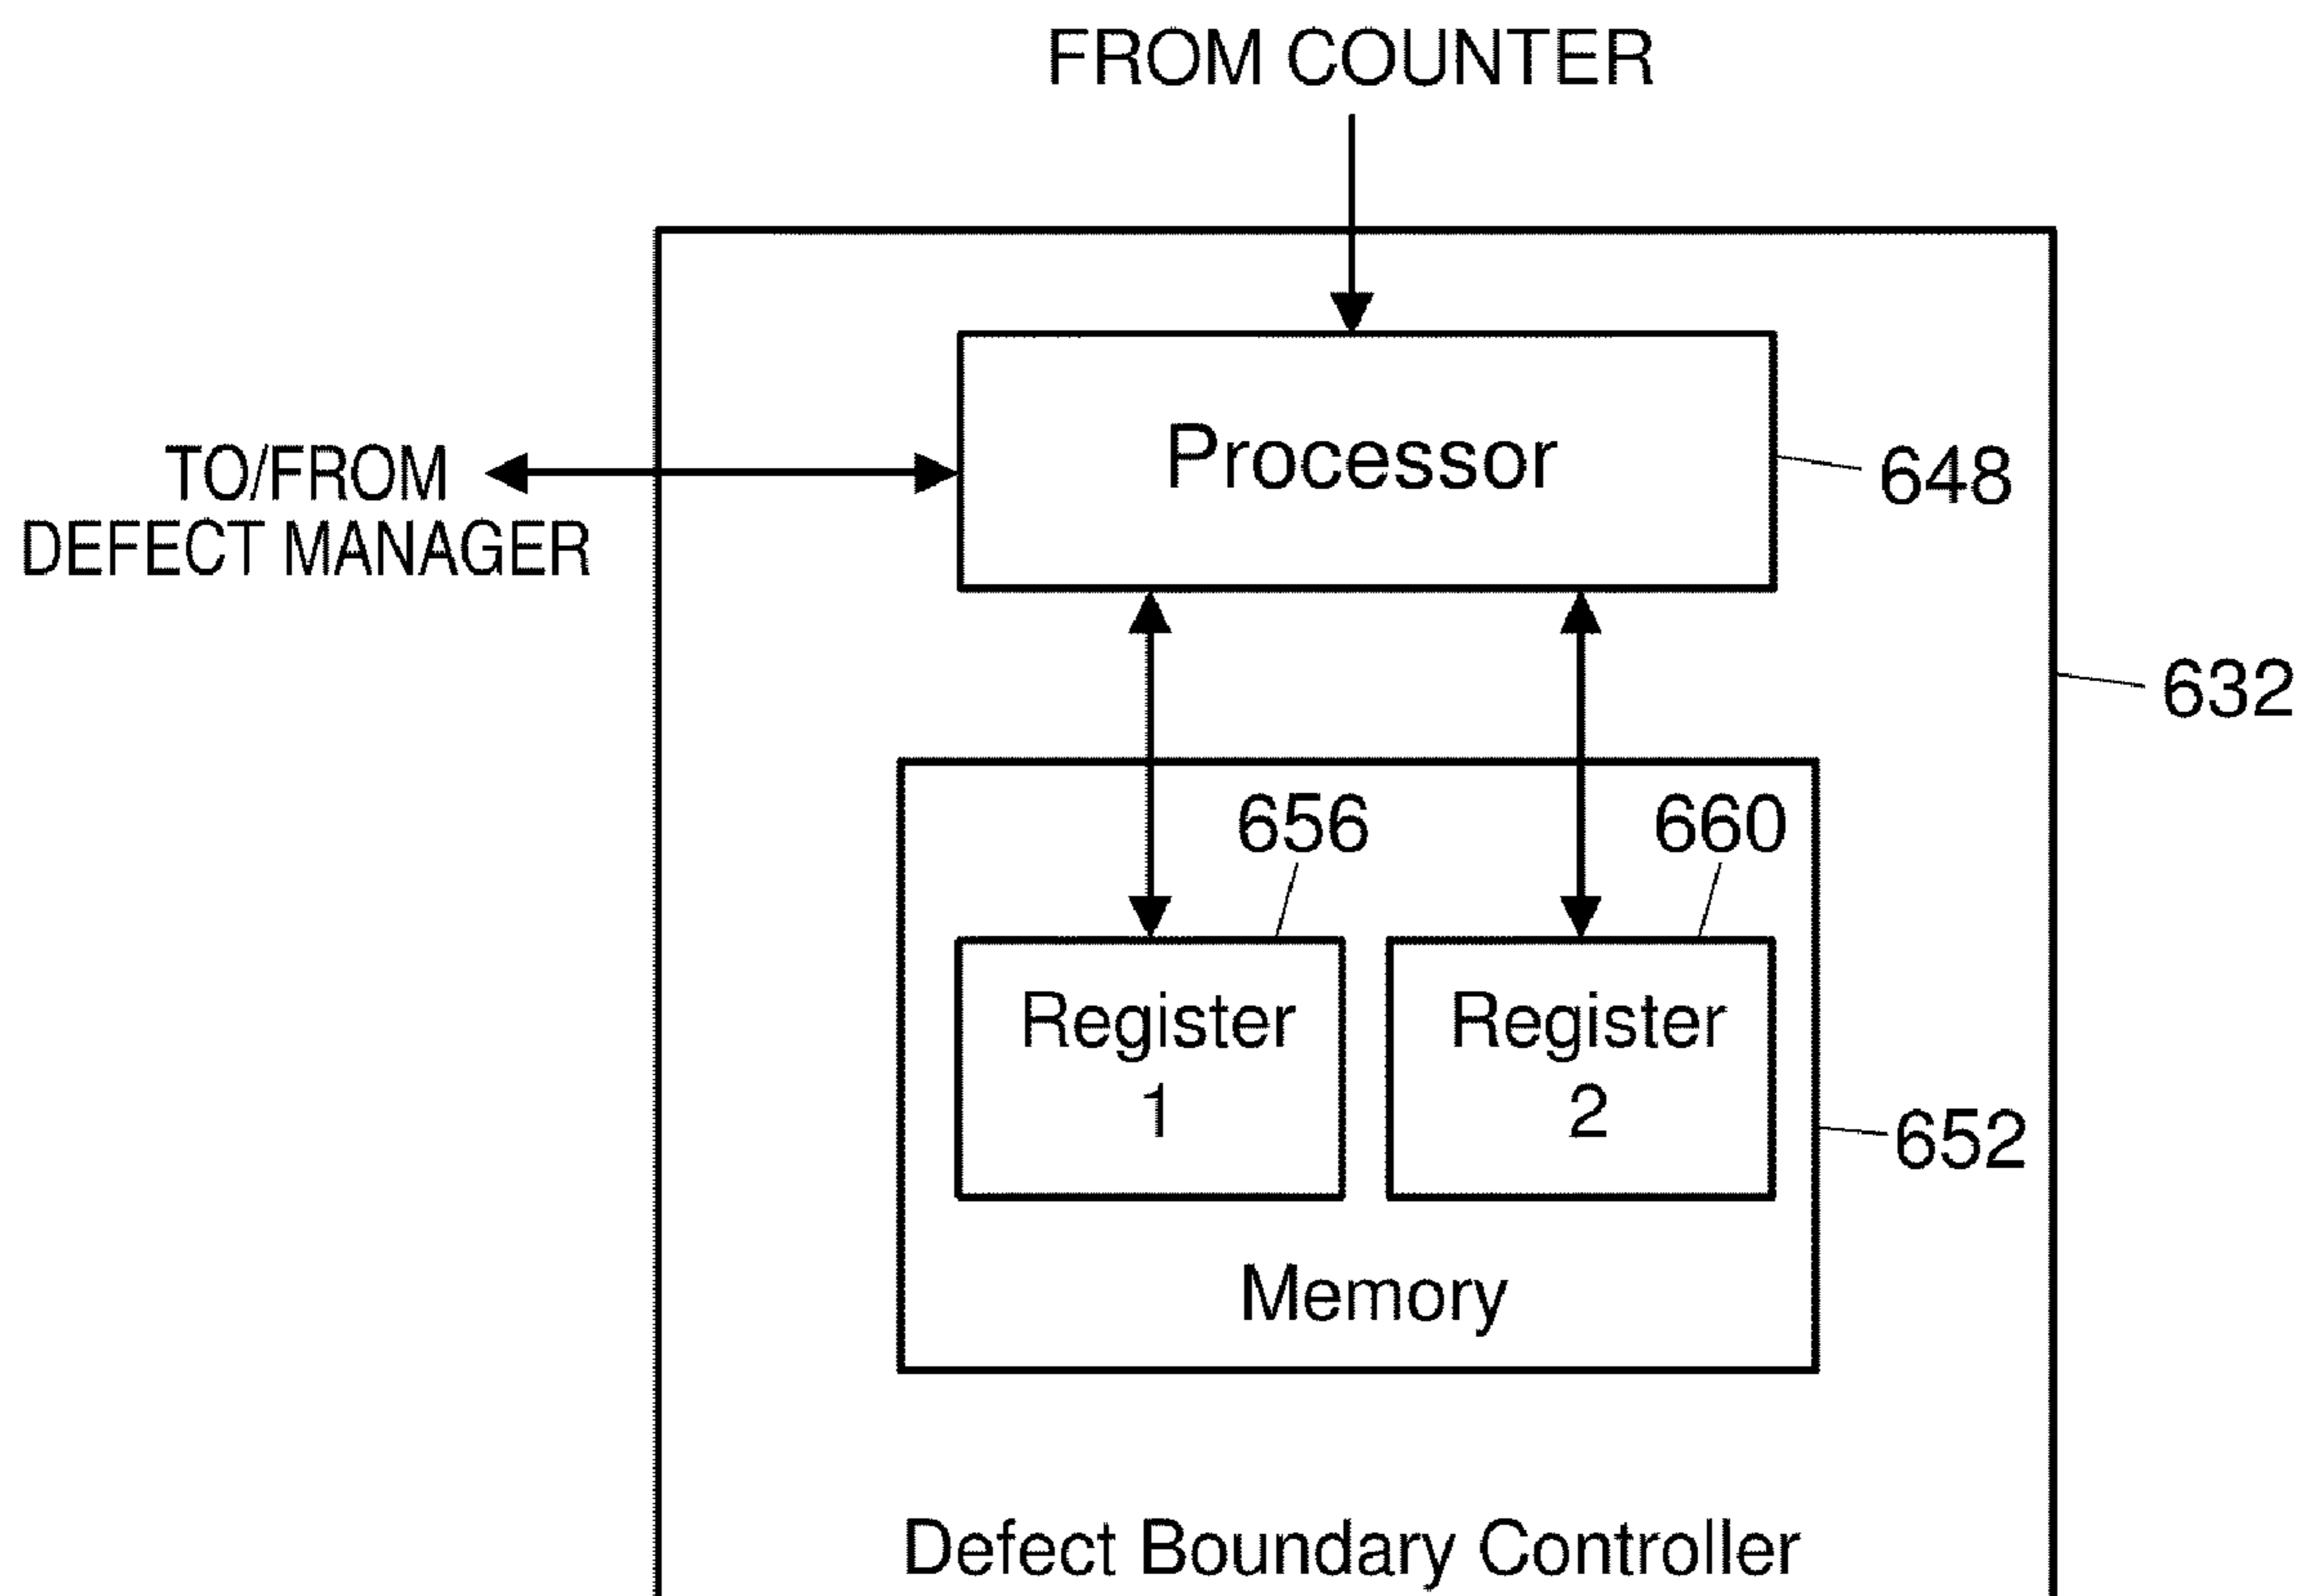 FROM COUNTER
Processor
648
TO/FROM
DEFECT MANAGER
632
656
660
Register
1
Register
2
652
Memory
Defect Boundary Controller